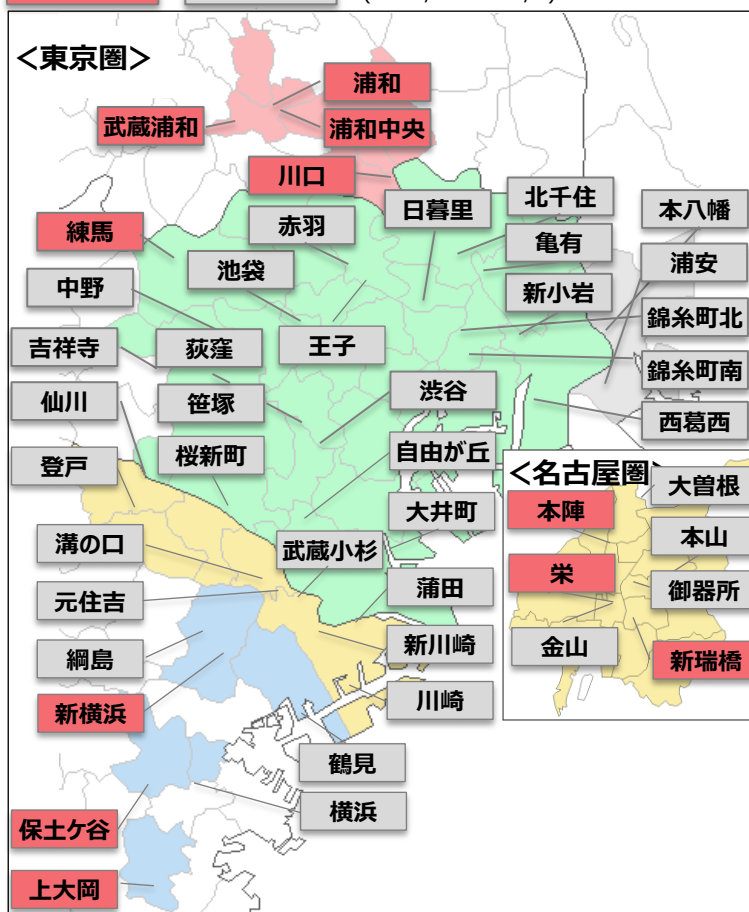 <東京圏>
浦和
武蔵浦和
浦和中央
川口
日暮里
北千住
本八幡
練馬
赤羽
亀有
池袋
浦安
中野
新小岩
錦糸町北
吉祥寺
荻窪
王子
錦糸町南
仙川
笹塚
渋谷
西葛西
登戸
桜新町
自由が丘
大井町
溝の口
武蔵小杉
元住吉
蒲田
綱島
新川崎
新横浜
川崎
鶴見
横浜
保土ケ谷
上大岡
<名古屋圏>
大曽根
本陣
本山
栄
御器所
金山
新瑞橋